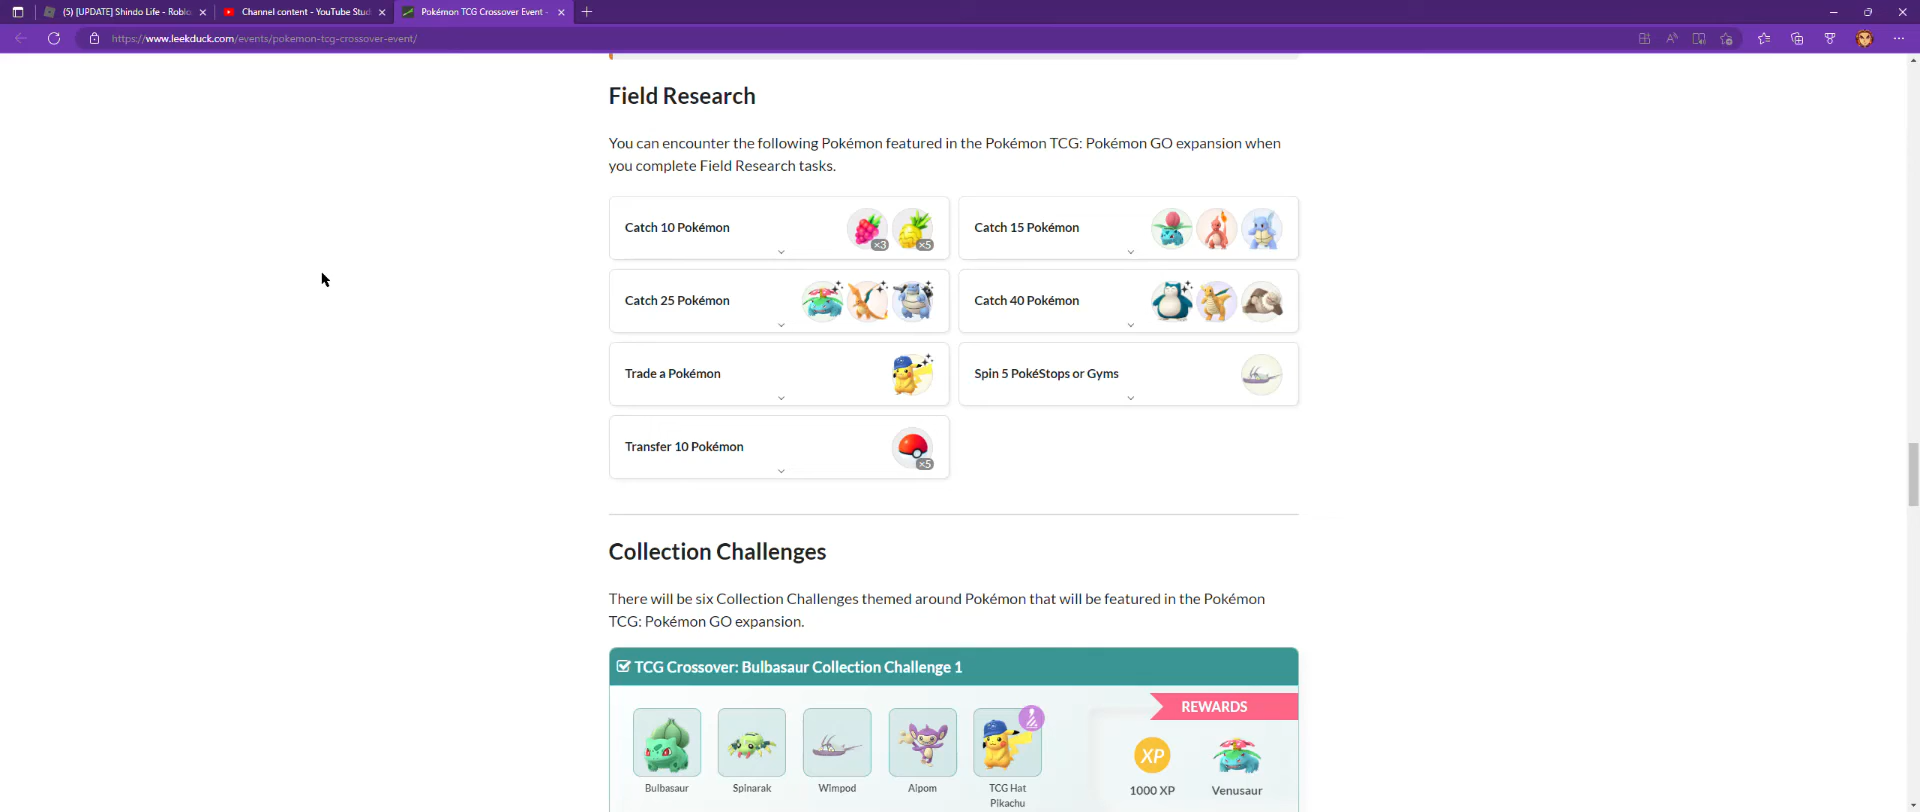 (5) [UPDATE] Shindo Life - Roblo
Channel content - YouTube Stud
Pokémon TCG Crossover Event -
https://www.leekduck.com/events/pokemon-tcg-crossover-event/
Field Research
You can encounter the following Pokémon featured in the Pokémon TCG: Pokémon GO expansion when
you complete Field Research tasks.
Catch 10 Pokémon
×3
×5
Catch 15 Pokémon
Catch 25 Pokémon
Catch 40 Pokémon
Trade a Pokémon
Spin 5 PokéStops or Gyms
Transfer 10 Pokémon
×5
Collection Challenges
There will be six Collection Challenges themed around Pokémon that will be featured in the Pokémon
TCG: Pokémon GO expansion.
TCG Crossover: Bulbasaur Collection Challenge 1
REWARDS
XP
Bulbasaur
Spinarak
Wimpod
Aipom
TCG Hat
Pikachu
1000 XP
Venusaur